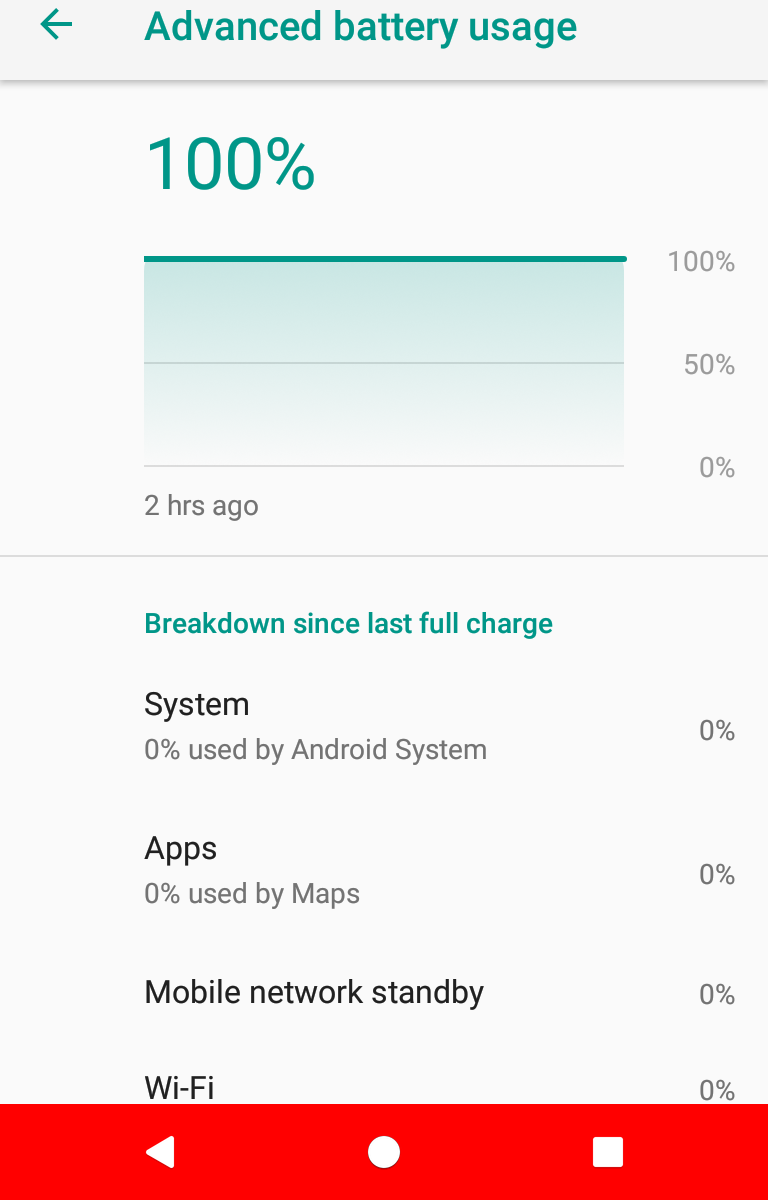 Advanced battery usage
100%
100%
50%
0%
2 hrs ago
Breakdown since last full charge
System
0% used by Android System
0%
Apps
0% used by Maps
0%
Mobile network standby
0%
Wi-Fi
0%